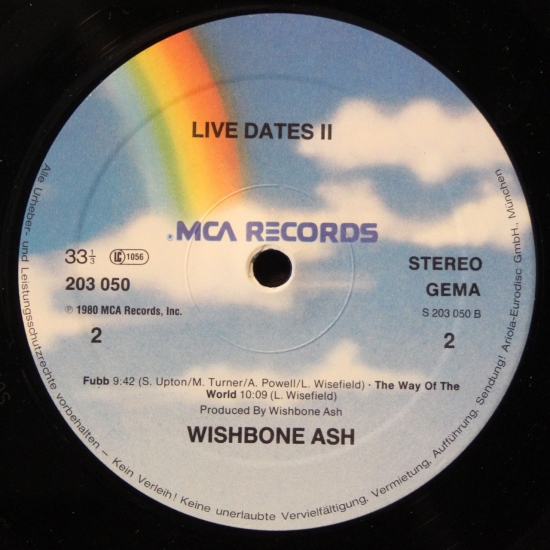 LIVE DATES II
MCA RECORDS
33 1/3 LC 1056
203 050
℗ 1980 MCA Records, Inc.
2
STEREO
GEMA
S 203 050 B
2
Fubb 9:42 (S. Upton/M. Turner/A. Powell/L. Wisefield) · The Way Of The
World 10:09 (L. Wisefield)
Produced By Wishbone Ash
WISHBONE ASH
Alle Urheber- und Leistungsschutzrechte vorbehalten – Kein Verleih! Keine unerlaubte Vervielfältigung, Vermietung, Aufführung, Sendung! Ariola-Eurodisc GmbH., München